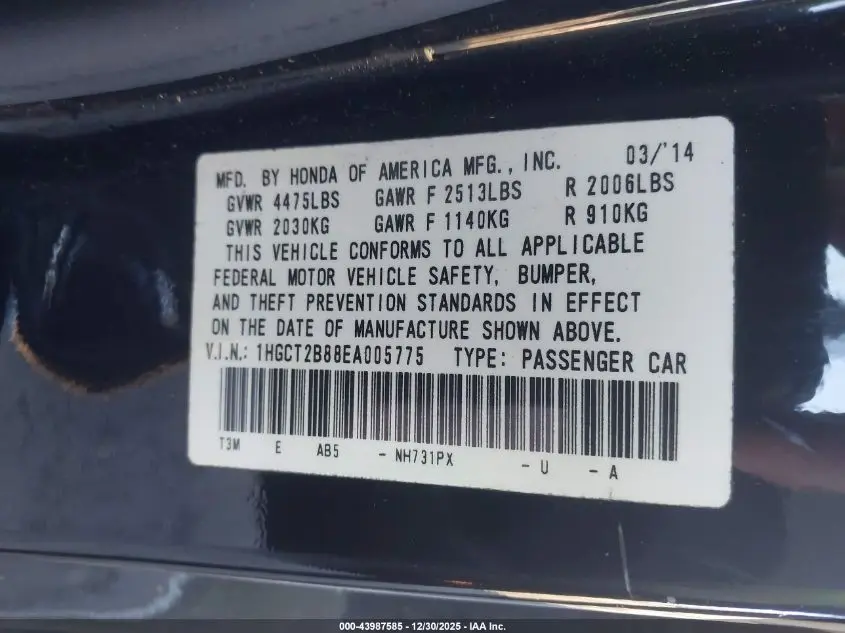 MFD. BY HONDA OF AMERICA MFG., INC. 03/'14
GVWR 4475LBS GAWR F 2513LBS R 2006LBS
GVWR 2030KG GAWR F 1140KG R 910KG
THIS VEHICLE CONFORMS TO ALL APPLICABLE
FEDERAL MOTOR VEHICLE SAFETY, BUMPER,
AND THEFT PREVENTION STANDARDS IN EFFECT
ON THE DATE OF MANUFACTURE SHOWN ABOVE.
V.I.N.: 1HGCT2B88EA005775 TYPE: PASSENGER CAR
T3M E AB5 - NH731PX - U - A
000-43987585 - 12/30/2025 - IAA Inc.